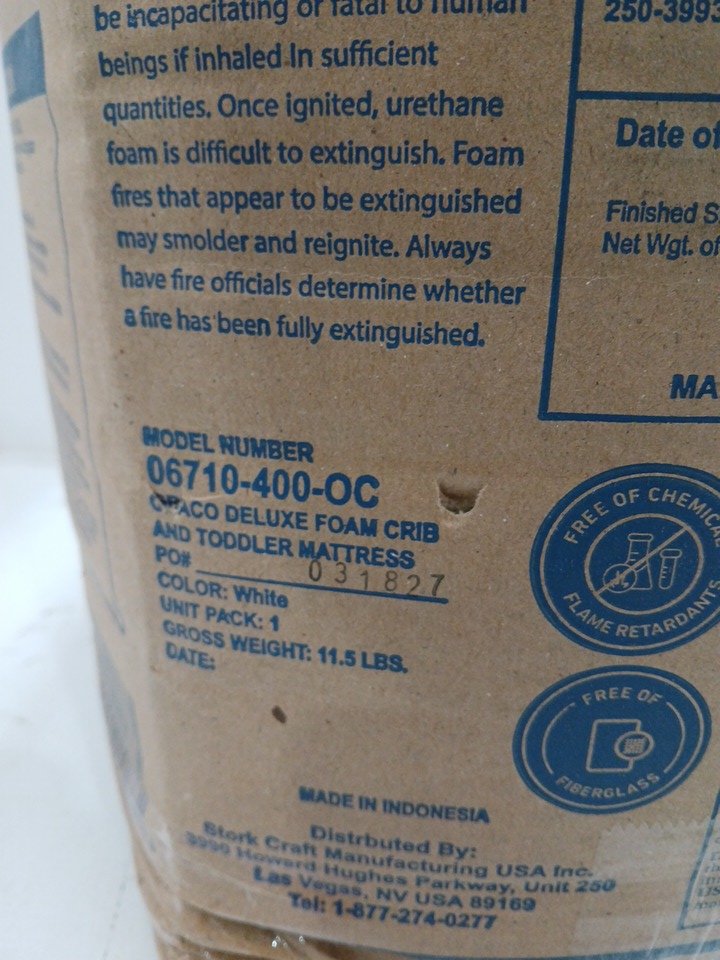 be incapacitating or fatal to human
beings if inhaled In sufficient
quantities. Once ignited, urethane
foam is difficult to extinguish. Foam
fires that appear to be extinguished
may smolder and reignite. Always
have fire officials determine whether
a fire has been fully extinguished.
250-3993
Date of
Finished S
Net Wgt. of
MA
MODEL NUMBER
06710-400-OC
GRACO DELUXE FOAM CRIB
AND TODDLER MATTRESS
PO# 031827
COLOR: White
UNIT PACK: 1
GROSS WEIGHT: 11.5 LBS.
DATE:
FREE OF CHEMICAL
FLAME RETARDANTS
FREE OF
FIBERGLASS
MADE IN INDONESIA
Distrbuted By:
Stork Craft Manufacturing USA Inc.
3990 Howard Hughes Parkway, Unit 250
Las Vegas, NV USA 89169
Tel: 1-877-274-0277